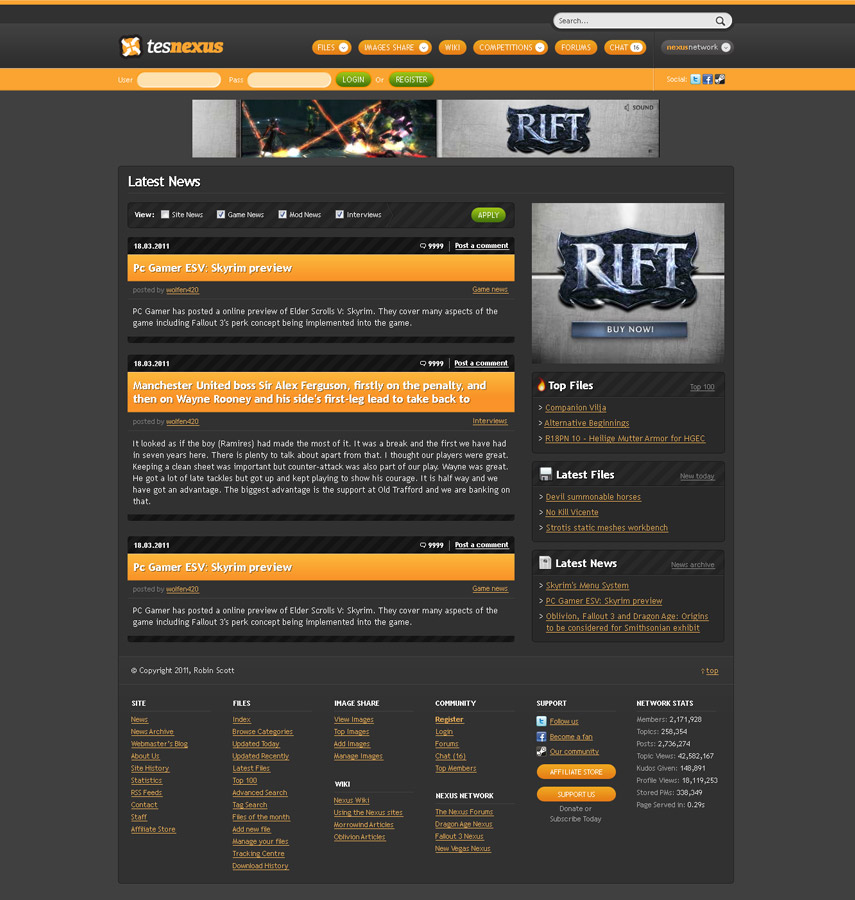 Search...
tesnexus
FILES IMAGES SHARE WIKI COMPETITIONS FORUMS CHAT 16 nexusnetwork
User Pass LOGIN Or REGISTER Social:
RIFT SOUND
Latest News
View: Site News Game News Mod News Interviews APPLY
18.03.2011 9999 Post a comment
Pc Gamer ESV: Skyrim preview
posted by wolfen420 Game news
PC Gamer has posted a online preview of Elder Scrolls V: Skyrim. They cover many aspects of the
game including Fallout 3's perk concept being implemented into the game.
18.03.2011 9999 Post a comment
Manchester United boss Sir Alex Ferguson, firstly on the penalty, and
then on Wayne Rooney and his side's first-leg lead to take back to
posted by wolfen420 Interviews
It looked as if the boy (Ramires) had made the most of it. It was a break and the first we have had
in seven years here. There is plenty to talk about apart from that. I thought our players were great.
Keeping a clean sheet was important but counter-attack was also part of our play. Wayne was great.
He got a lot of late tackles but got up and kept playing to show his courage. It is half way and we
have got an advantage. The biggest advantage is the support at Old Trafford and we are banking on
that.
18.03.2011 9999 Post a comment
Pc Gamer ESV: Skyrim preview
posted by wolfen420 Game news
PC Gamer has posted a online preview of Elder Scrolls V: Skyrim. They cover many aspects of the
game including Fallout 3's perk concept being implemented into the game.
RIFT
BUY NOW!
Top Files Top 100
> Companion Vilja
> Alternative Beginnings
> R18PN 10 - Heilige Mutter Armor for HGEC
Latest Files New today
> Devil summonable horses
> No Kill Vicente
> Strotis static meshes workbench
Latest News News archive
> Skyrim's Menu System
> PC Gamer ESV: Skyrim preview
> Oblivion, Fallout 3 and Dragon Age: Origins
to be considered for Smithsonian exhibit
© Copyright 2011, Robin Scott top
SITE
News
News Archive
Webmaster's Blog
About Us
Site History
Statistics
RSS Feeds
Contact
Staff
Affiliate Store
FILES
Index
Browse Categories
Updated Today
Updated Recently
Latest Files
Top 100
Advanced Search
Tag Search
Files of the month
Add new file
Manage your files
Tracking Centre
Download History
IMAGE SHARE
View Images
Top Images
Add Images
Manage Images
WIKI
Nexus Wiki
Using the Nexus sites
Morrowind Articles
Oblivion Articles
COMMUNITY
Register
Login
Forums
Chat (16)
Top Members
NEXUS NETWORK
The Nexus Forums
Dragon Age Nexus
Fallout 3 Nexus
New Vegas Nexus
SUPPORT
Follow us
Become a fan
Our community
AFFILIATE STORE
SUPPORT US
Donate or
Subscribe Today
NETWORK STATS
Members: 2,171,928
Topics: 258,354
Posts: 2,736,274
Topic Views: 42,582,167
Kudos Given: 148,891
Profile Views: 18,119,253
Stored PMs: 338,349
Page Served in: 0.29s